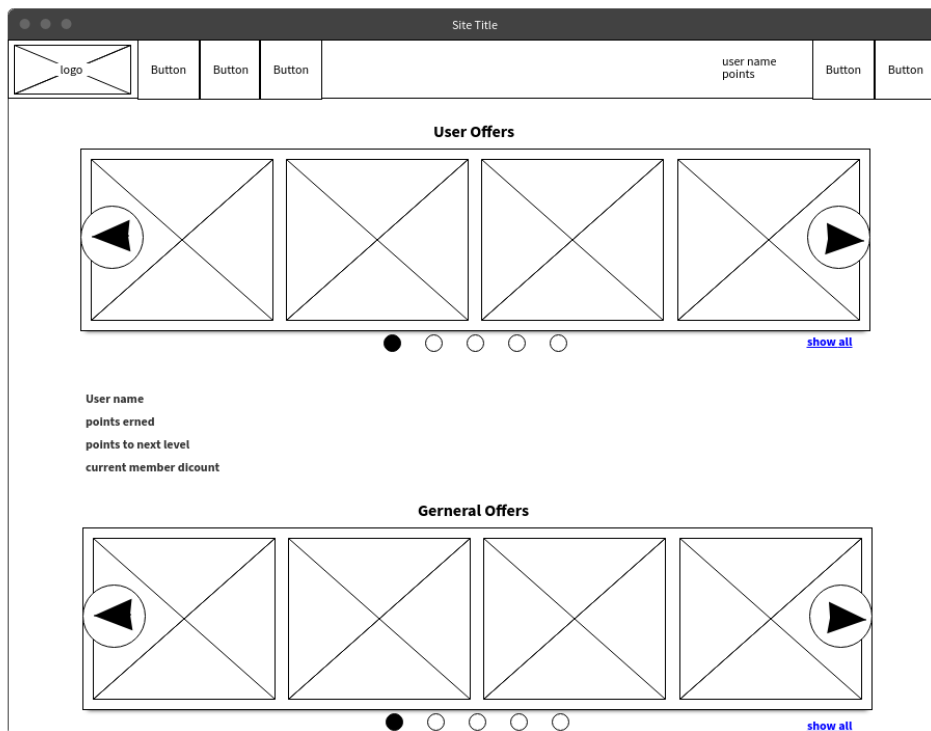 Site Title
logo
Button
Button
Button
user name
points
Button
Button
User Offers
show all
User name
points erned
points to next level
current member dicount
Gerneral Offers
show all